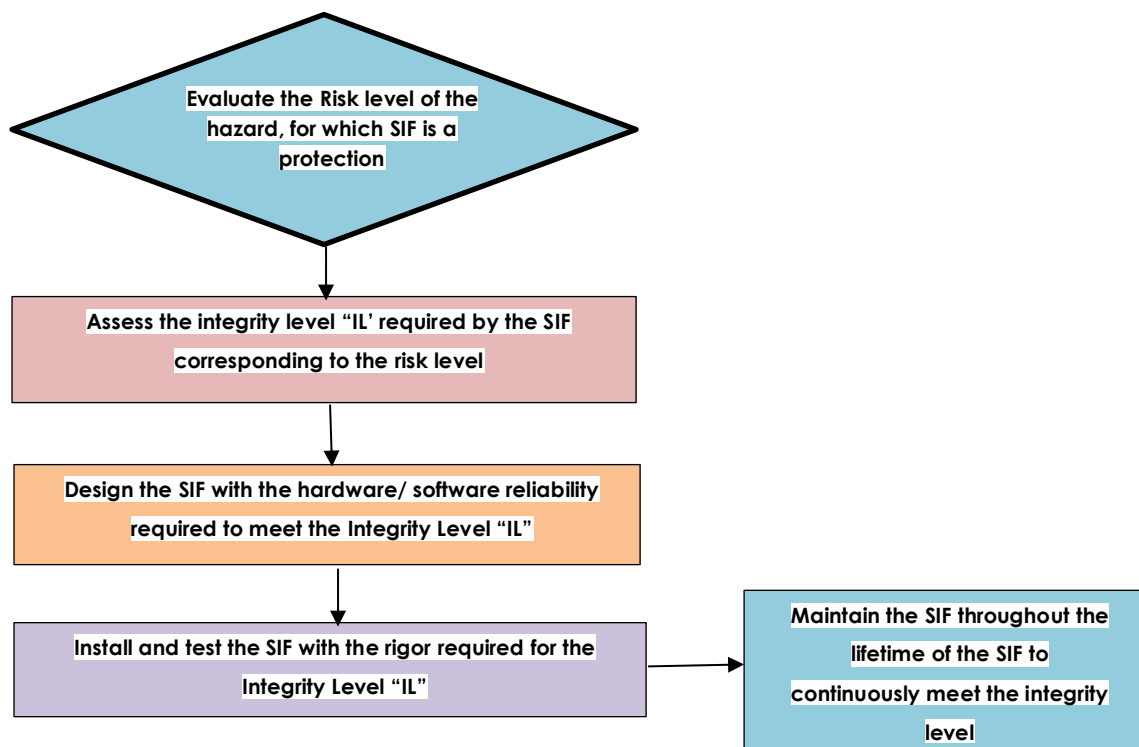 Evaluate the Risk level of the
hazard, for which SIF is a
protection
Assess the integrity level “IL’ required by the SIF
corresponding to the risk level
Design the SIF with the hardware/ software reliability
required to meet the Integrity Level “IL”
Install and test the SIF with the rigor required for the
Integrity Level “IL”
Maintain the SIF throughout the
lifetime of the SIF to
continuously meet the integrity
level